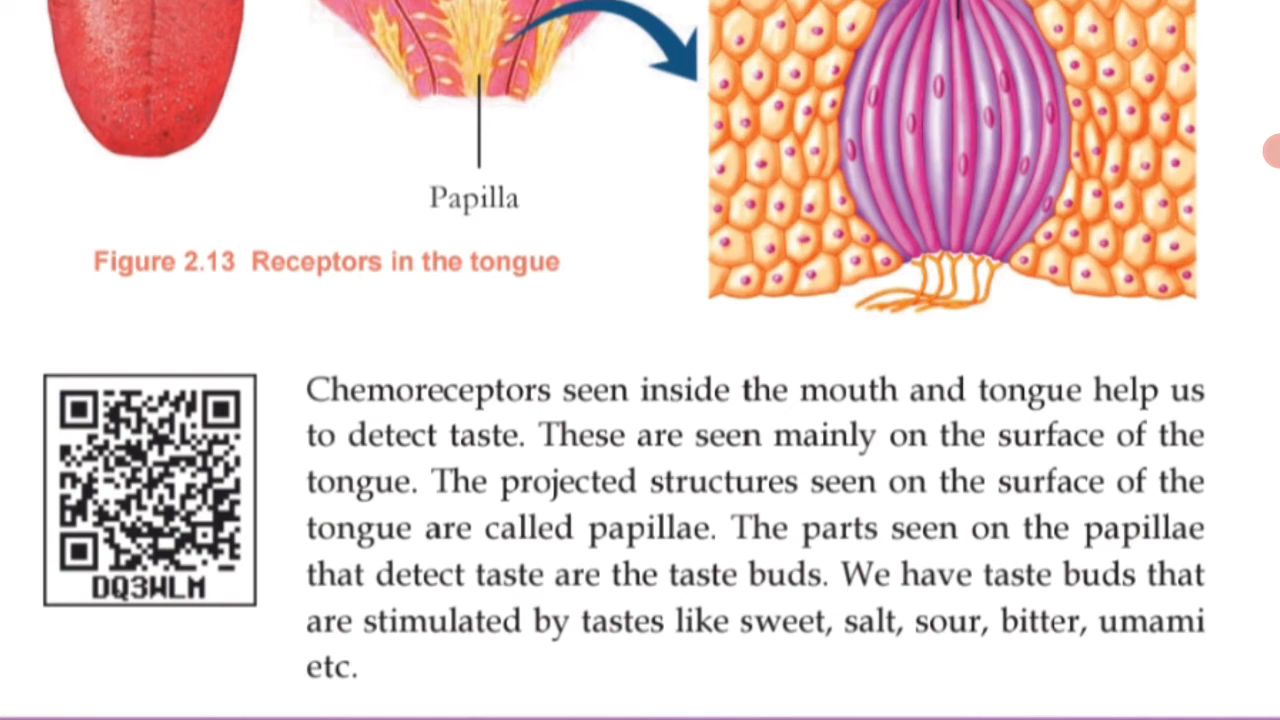 Papilla
Figure 2.13 Receptors in the tongue
DQ3WLM
Chemoreceptors seen inside the mouth and tongue help us
to detect taste. These are seen mainly on the surface of the
tongue. The projected structures seen on the surface of the
tongue are called papillae. The parts seen on the papillae
that detect taste are the taste buds. We have taste buds that
are stimulated by tastes like sweet, salt, sour, bitter, umami
etc.